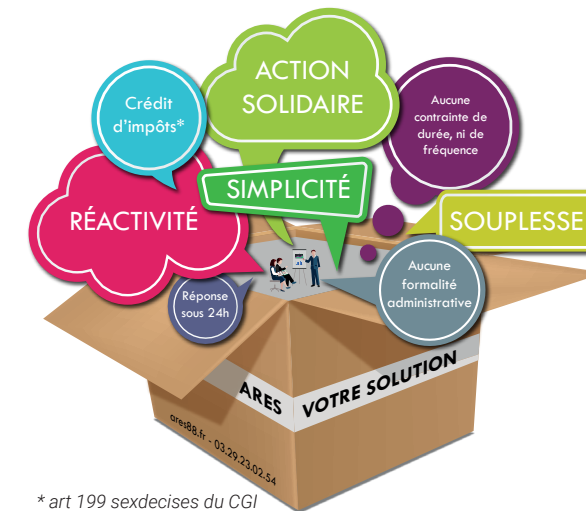 ACTION
SOLIDAIRE
Crédit
d'impôts*
Aucune
contrainte de
durée, ni de
fréquence
SIMPLICITÉ
RÉACTIVITÉ
SOUPLESSE
Réponse
sous 24h
Aucune
formalité
administrative
ARES VOTRE SOLUTION
ares88.fr - 03.29.23.02.54
* art 199 sexdecises du CGI